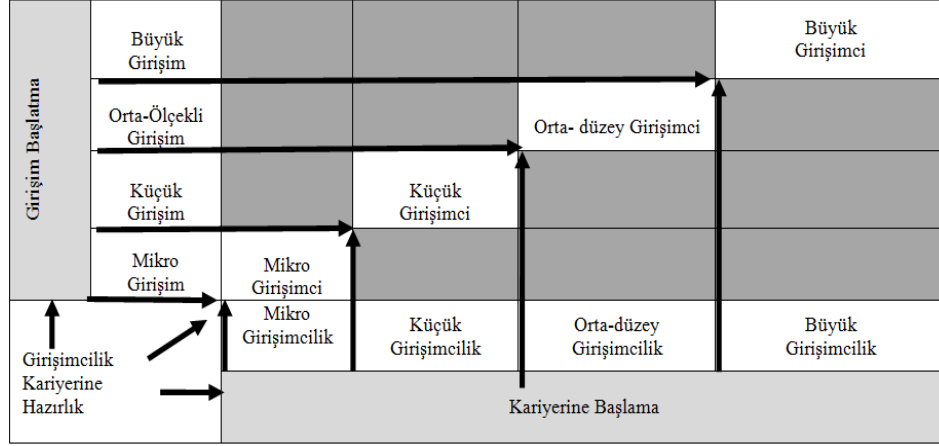 Girişim Başlatma
Büyük
Girişim
Büyük
Girişimci
Orta-Ölçekli
Girişim
Orta- düzey Girişimci
Küçük
Girişim
Küçük
Girişimci
Mikro
Girişim
Mikro
Girişimci
Mikro
Girişimcilik
Küçük
Girişimcilik
Orta-düzey
Girişimcilik
Büyük
Girişimcilik
Girişimcilik
Kariyerine
Hazırlık
Kariyerine Başlama